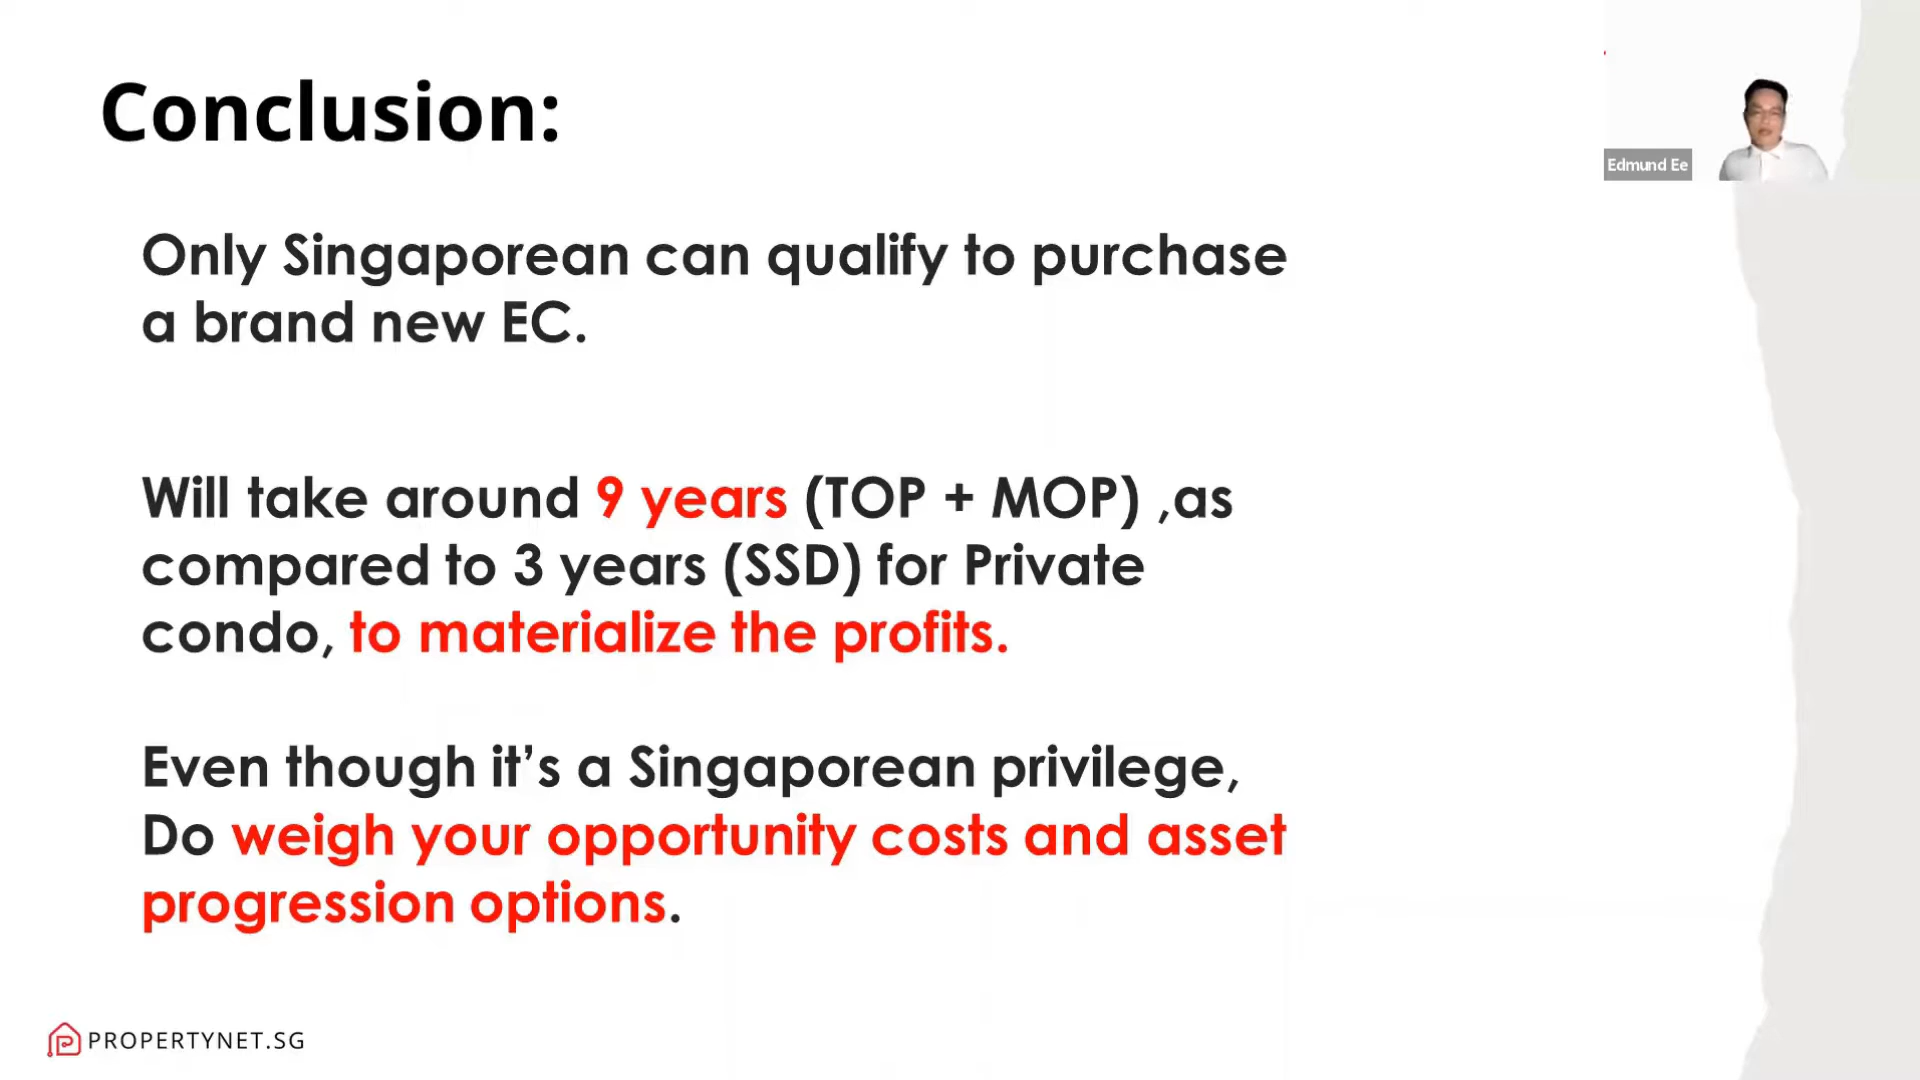 Conclusion:
Edmund Ee
Only Singaporean can qualify to purchase
a brand new EC.
Will take around 9 years (TOP + MOP) ,as
compared to 3 years (SSD) for Private
condo, to materialize the profits.
Even though it’s a Singaporean privilege,
Do weigh your opportunity costs and asset
progression options.
PROPERTYNET.SG